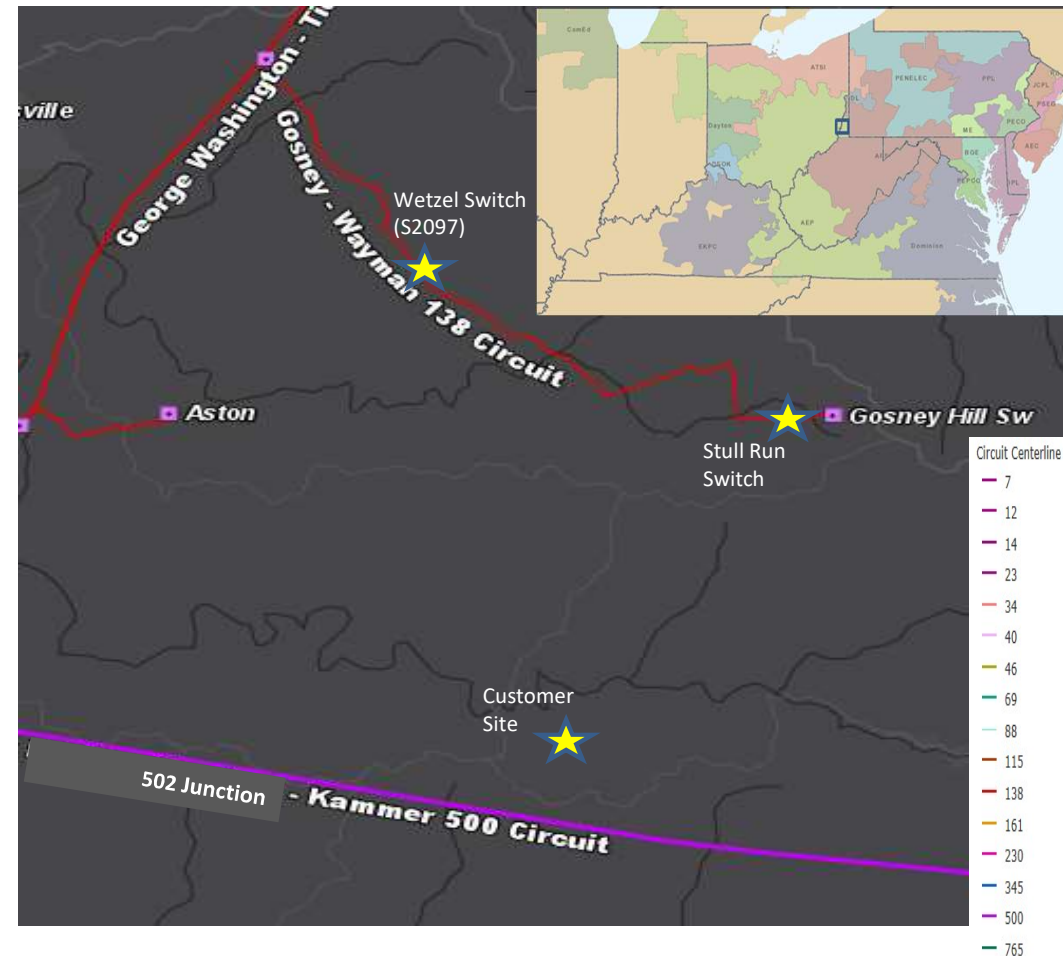 sville
George Washington - Ti
Gosney - Wayman 138 Circuit
Wetzel Switch
(S2097)
Aston
Gosney Hill Sw
Stull Run
Switch
Customer
Site
502 Junction - Kammer 500 Circuit
ComEd
ATSI
PENELEC
PPL
JCPL
PSEG
PECO
ME
AEC
Dayton
DEOK
BGE
PEPCO
DPL
AEP
EKPC
Dominion
Circuit Centerline
7
12
14
23
34
40
46
69
88
115
138
161
230
345
500
765